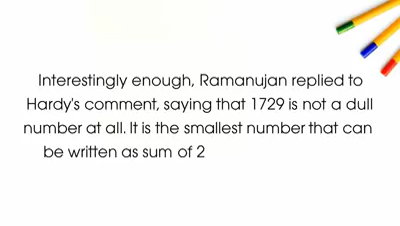 Interestingly enough, Ramanujan replied to
Hardy's comment, saying that 1729 is not a dull
number at all. It is the smallest number that can
be written as sum of 2